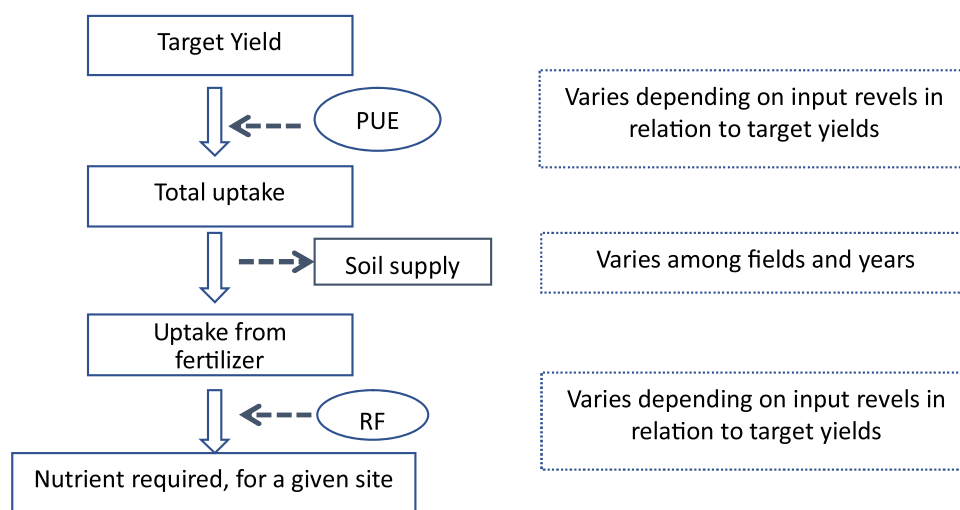 Target Yield
PUE
Varies depending on input revels in
relation to target yields
Total uptake
Soil supply
Varies among fields and years
Uptake from
fertilizer
RF
Varies depending on input revels in
relation to target yields
Nutrient required, for a given site